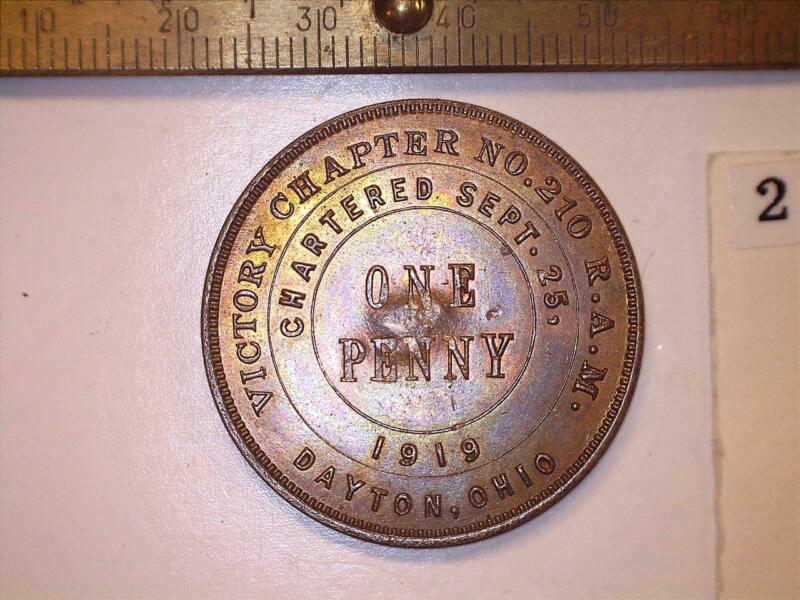 10 20 30 40 50 60
VICTORY CHAPTER NO. 210 R.A.M.
CHARTERED SEPT. 25,
ONE
PENNY
1919
DAYTON, OHIO
2